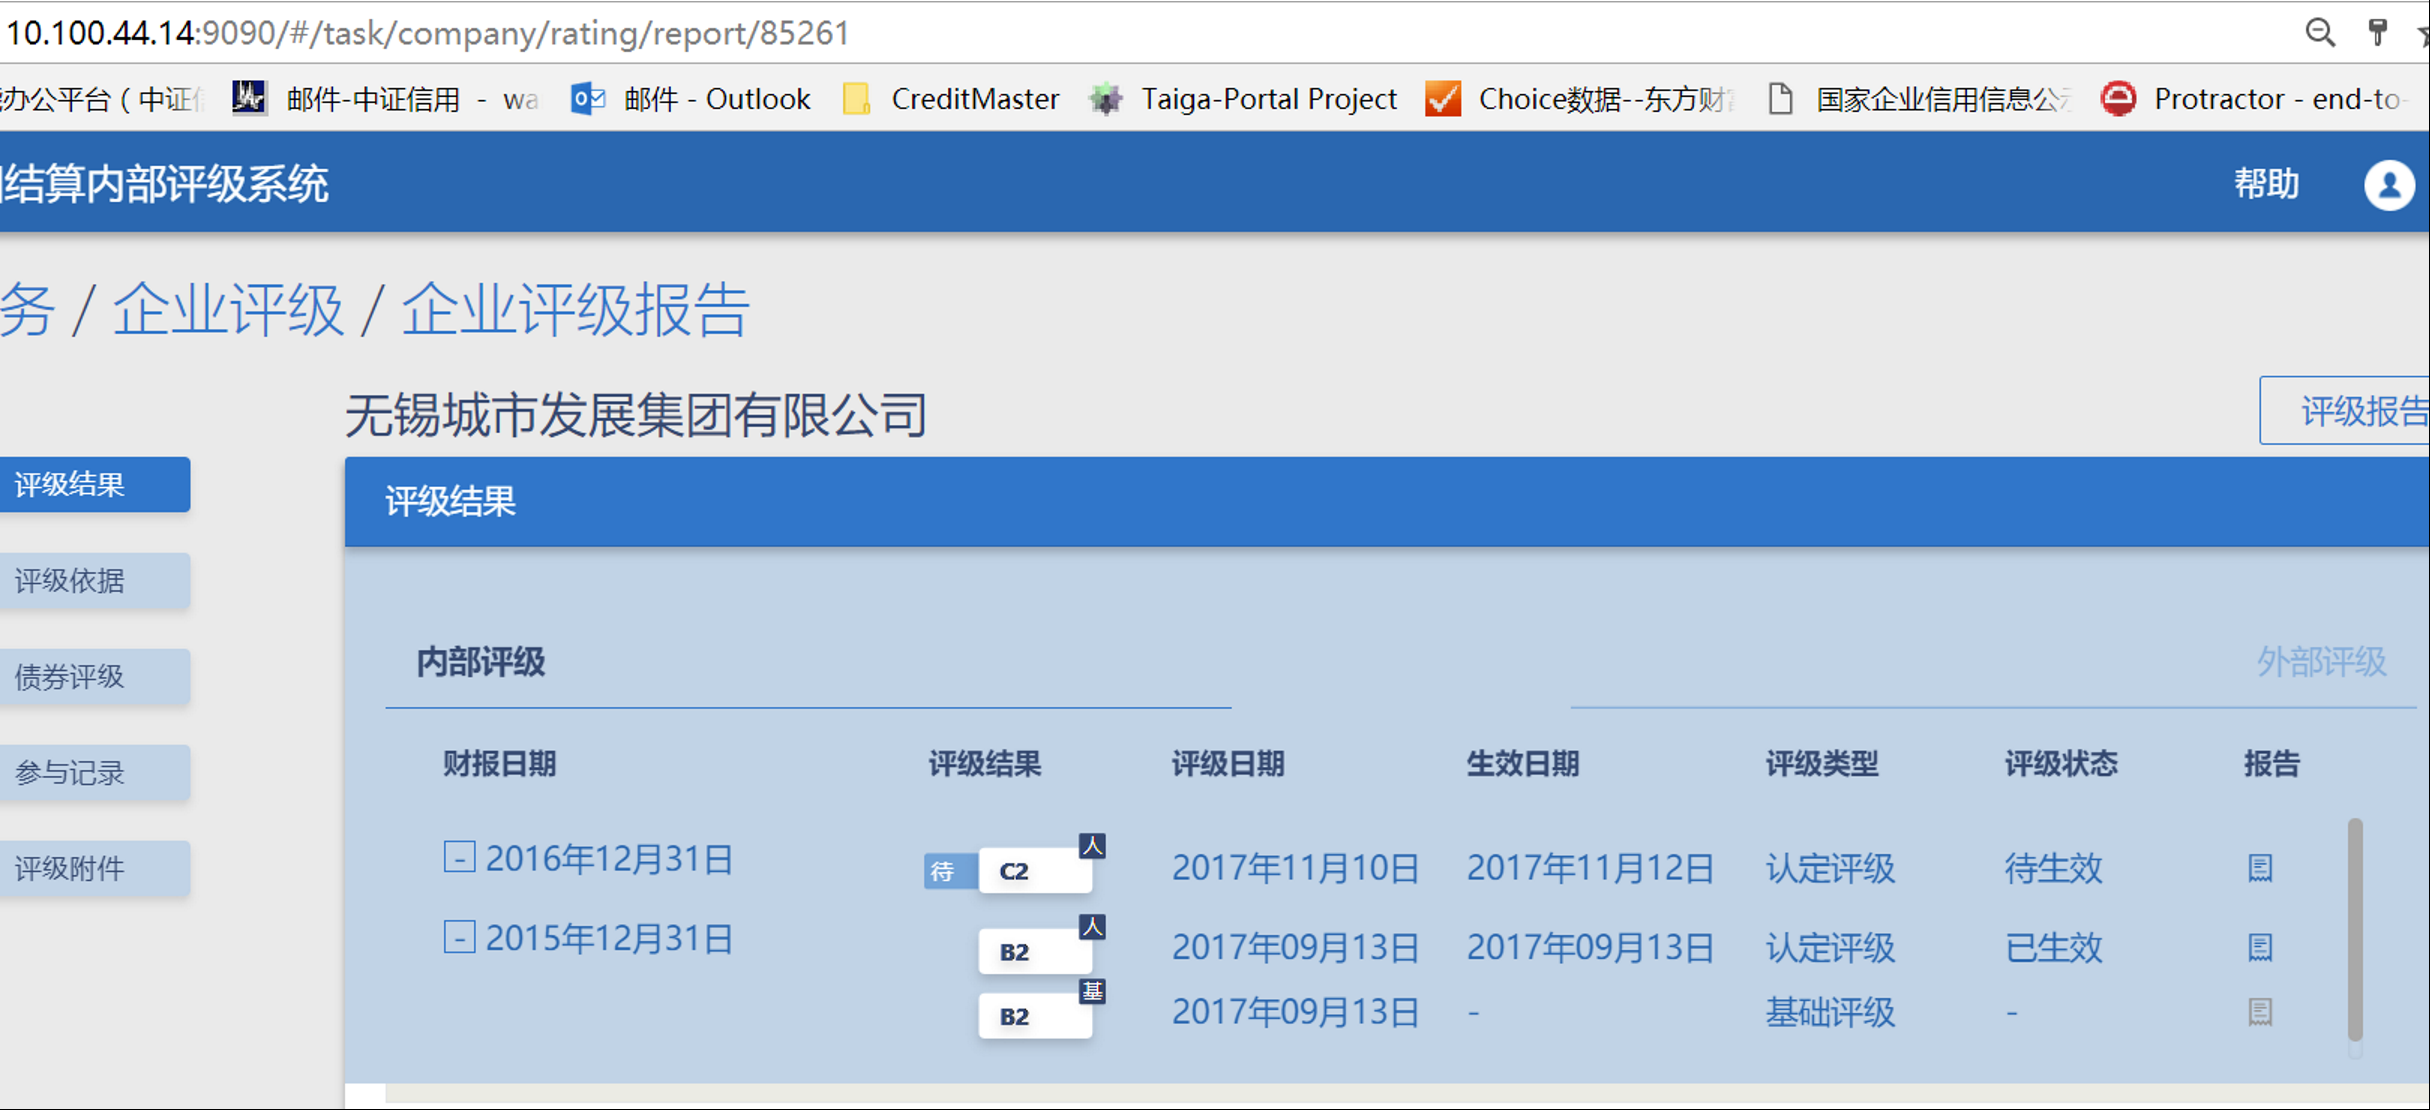 10.100.44.14:9090/#/task/company/rating/report/85261
办公平台（中证 邮件-中证信用 - wa 邮件 - Outlook CreditMaster Taiga-Portal Project Choice数据--东方财 国家企业信用信息公 Protractor - end-to-
结算内部评级系统 帮助
务 / 企业评级 / 企业评级报告
无锡城市发展集团有限公司 评级报告
评级结果
评级依据
债券评级
参与记录
评级附件
评级结果
内部评级 外部评级
财报日期 评级结果 评级日期 生效日期 评级类型 评级状态 报告
- 2016年12月31日 待 C2 人 2017年11月10日 2017年11月12日 认定评级 待生效
- 2015年12月31日 B2 人 2017年09月13日 2017年09月13日 认定评级 已生效
B2 基 2017年09月13日 - 基础评级 -